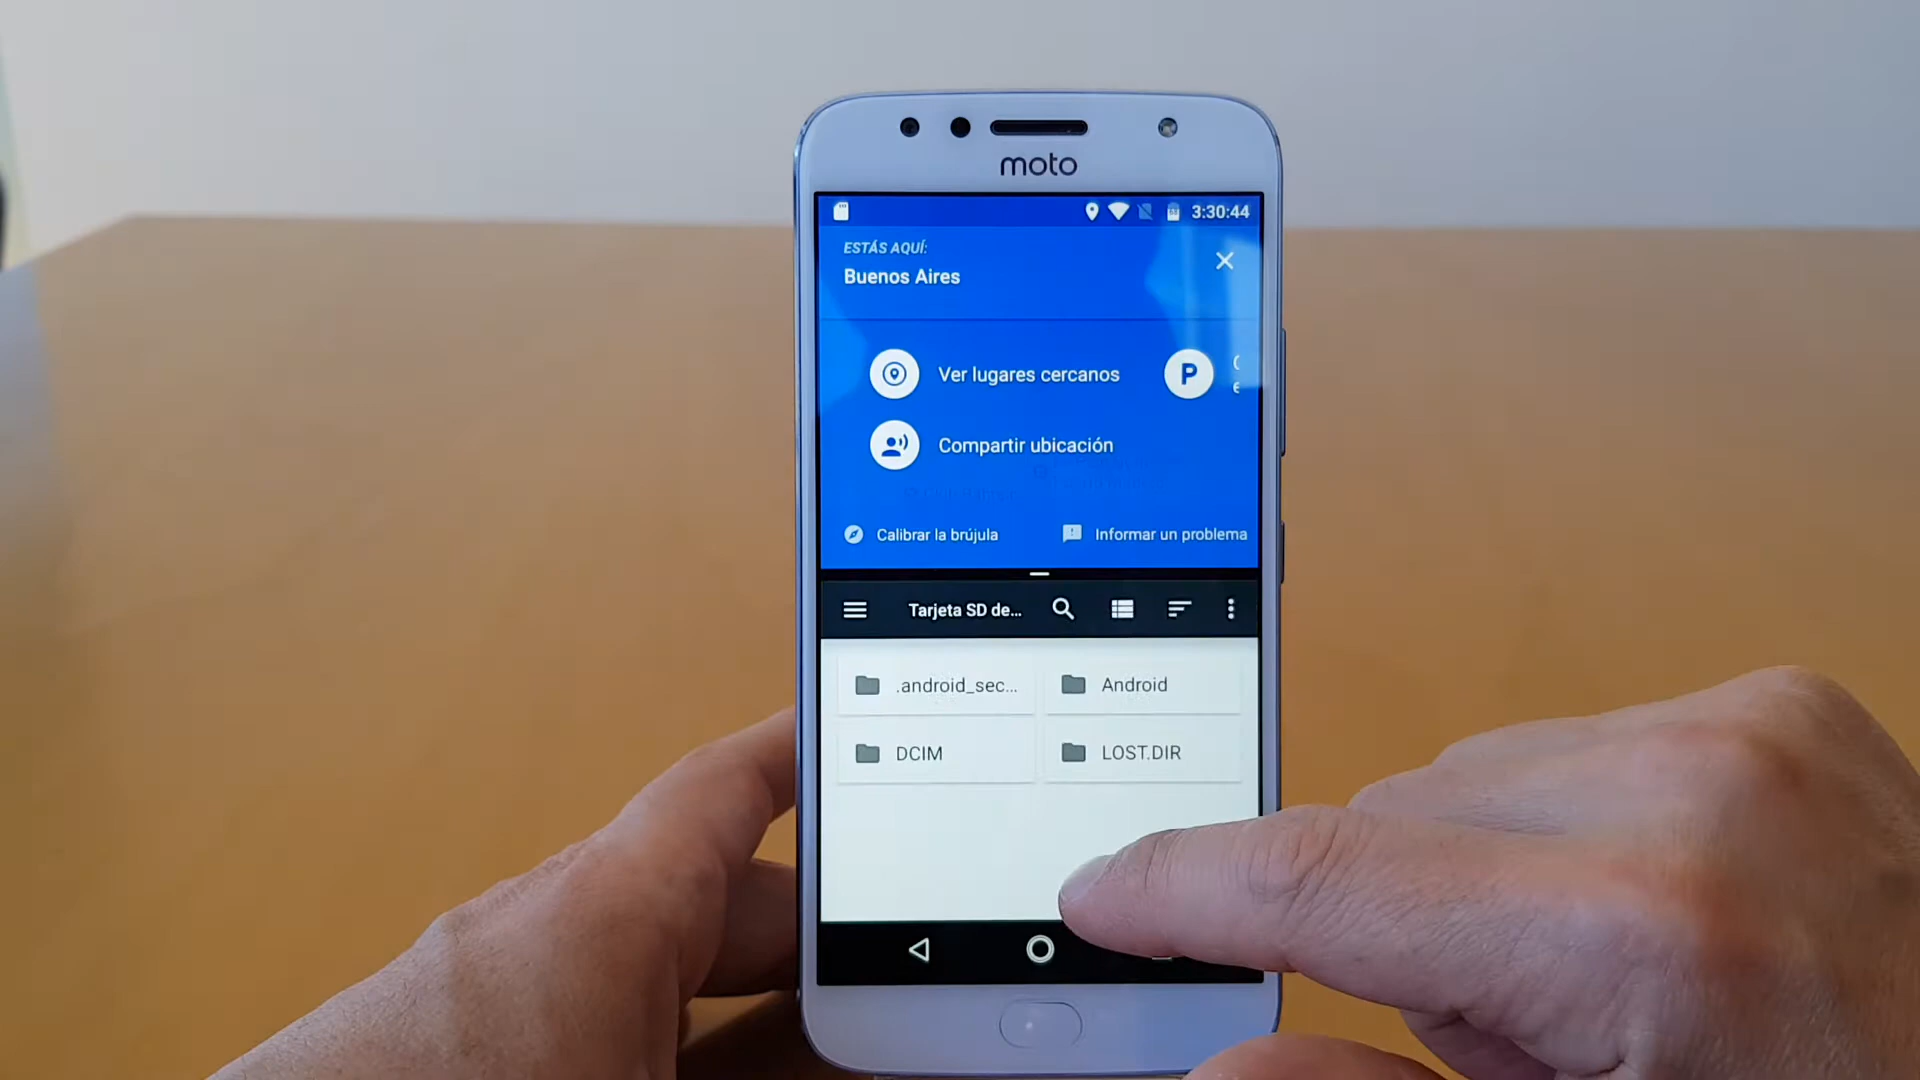 moto
3:30:44
ESTÁS AQUÍ:
Buenos Aires
Ver lugares cercanos
P
Compartir ubicación
Calibrar la brújula
Informar un problema
Tarjeta SD de...
.android_sec...
Android
DCIM
LOST.DIR